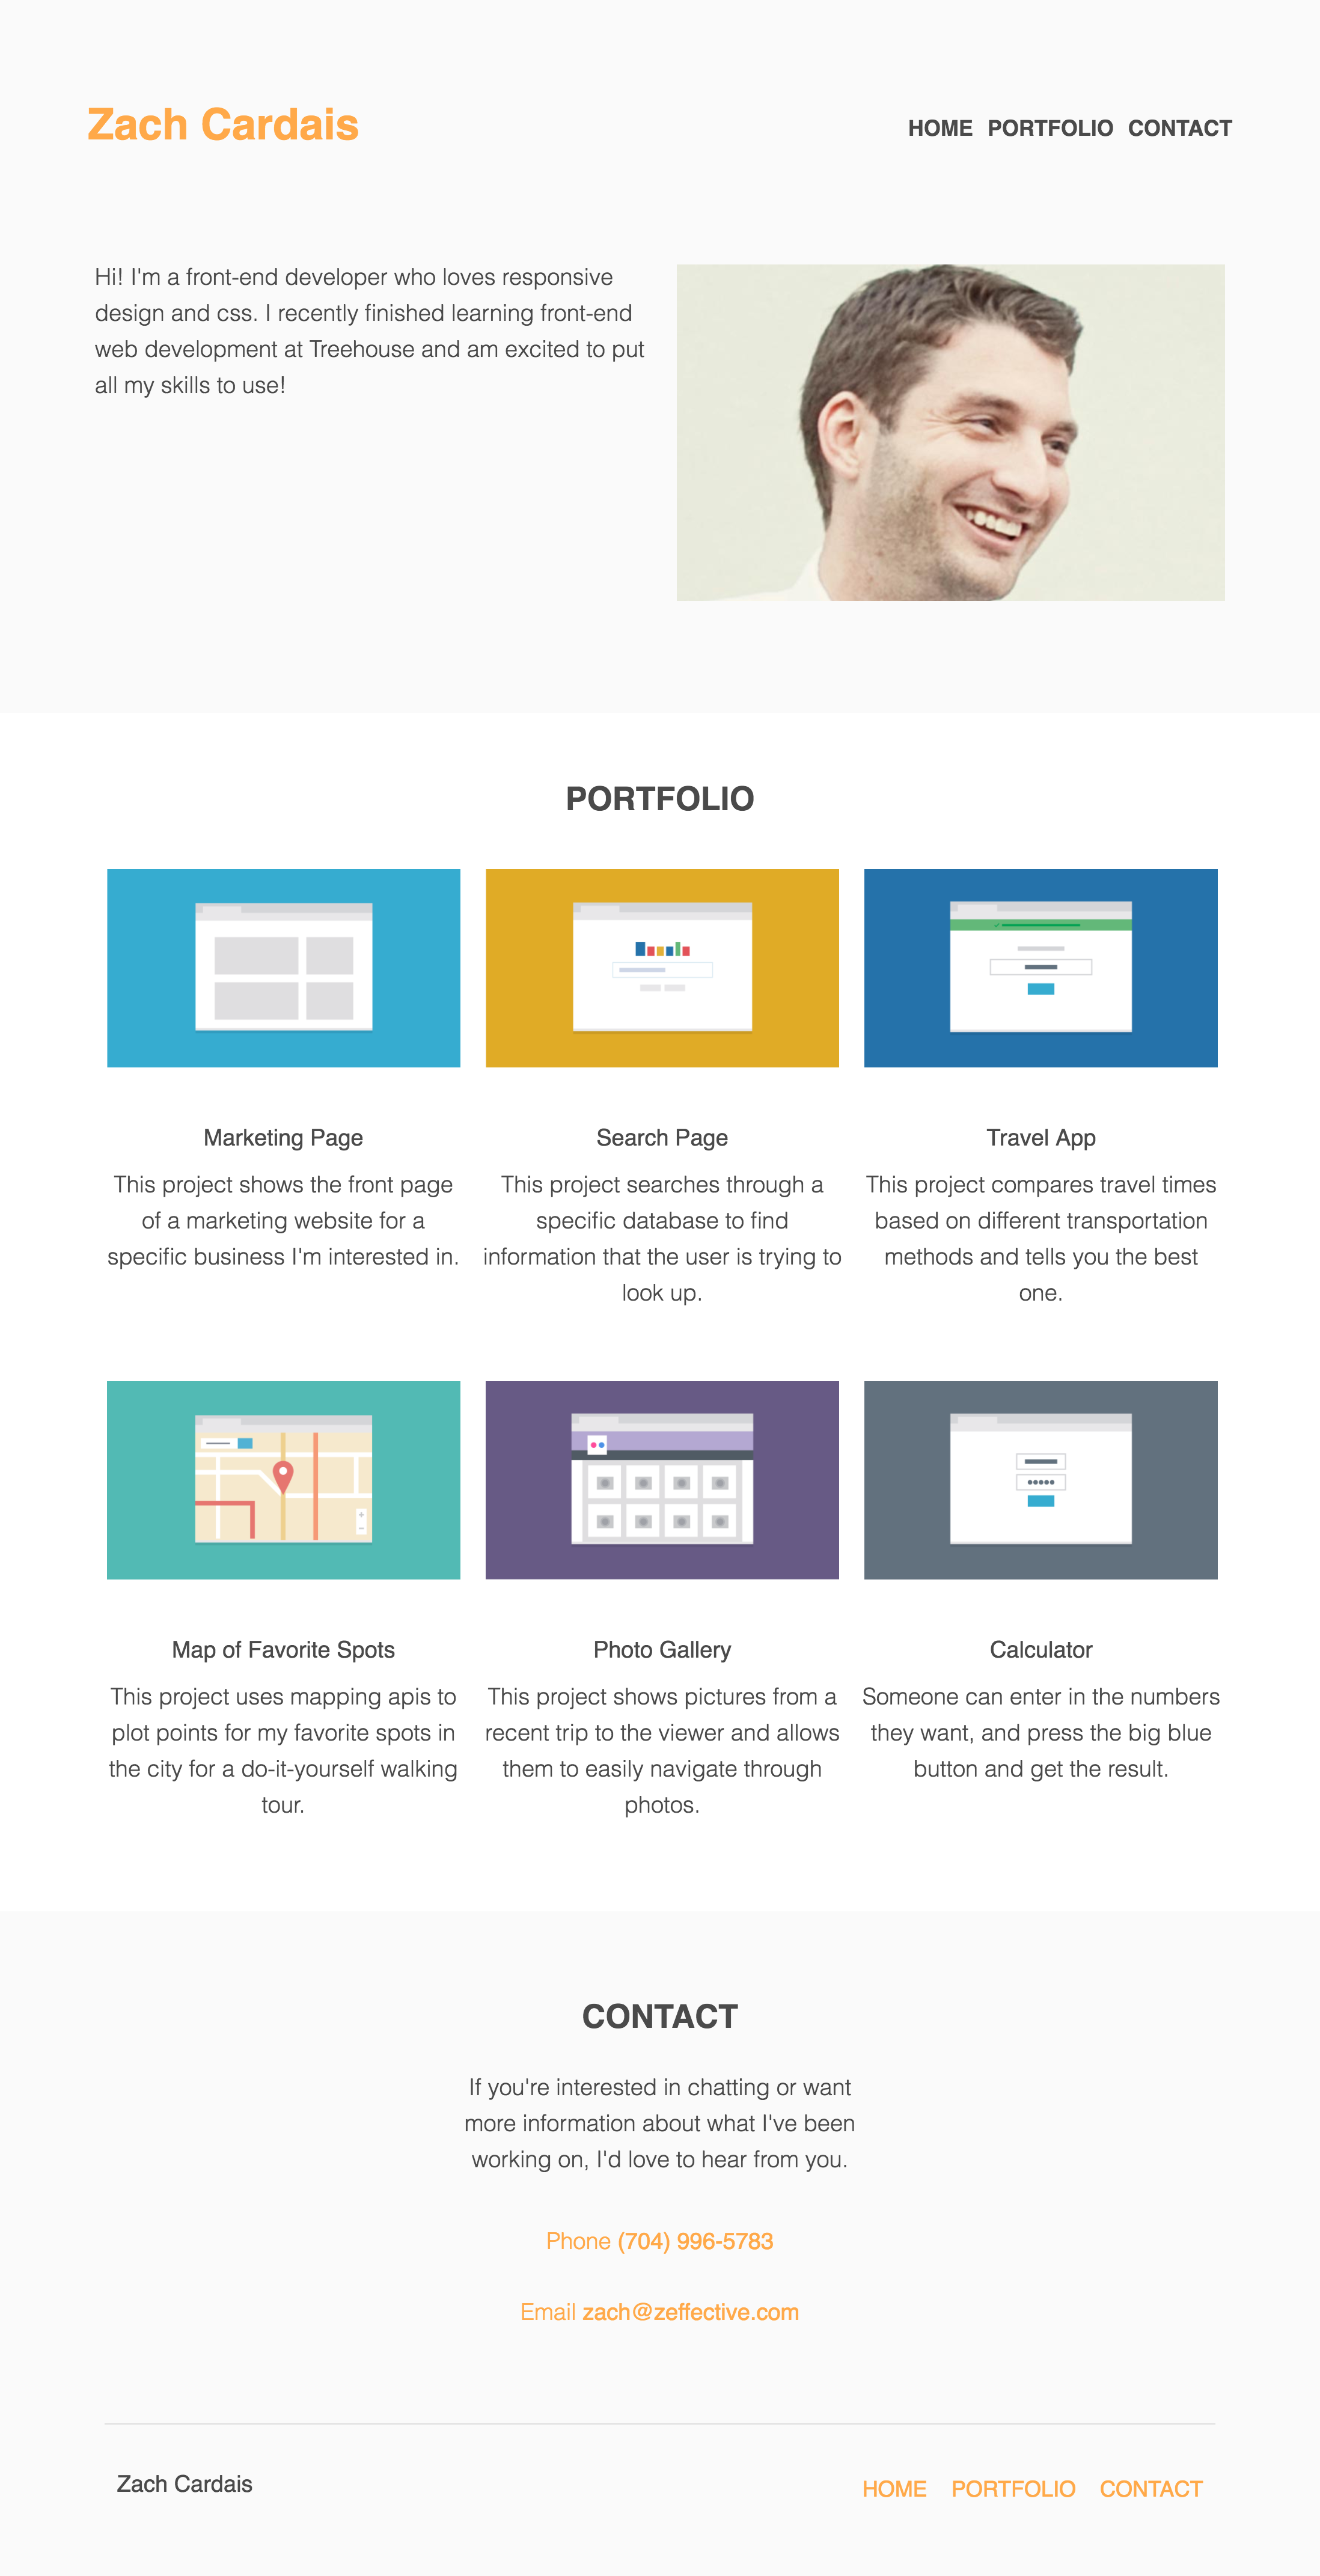 Zach Cardais
HOME PORTFOLIO CONTACT
Hi! I'm a front-end developer who loves responsive
design and css. I recently finished learning front-end
web development at Treehouse and am excited to put
all my skills to use!
PORTFOLIO
Marketing Page
This project shows the front page
of a marketing website for a
specific business I'm interested in.
Search Page
This project searches through a
specific database to find
information that the user is trying to
look up.
Travel App
This project compares travel times
based on different transportation
methods and tells you the best
one.
Map of Favorite Spots
This project uses mapping apis to
plot points for my favorite spots in
the city for a do-it-yourself walking
tour.
Photo Gallery
This project shows pictures from a
recent trip to the viewer and allows
them to easily navigate through
photos.
Calculator
Someone can enter in the numbers
they want, and press the big blue
button and get the result.
CONTACT
If you're interested in chatting or want
more information about what I've been
working on, I'd love to hear from you.
Phone (704) 996-5783
Email zach@zeffective.com
Zach Cardais
HOME PORTFOLIO CONTACT